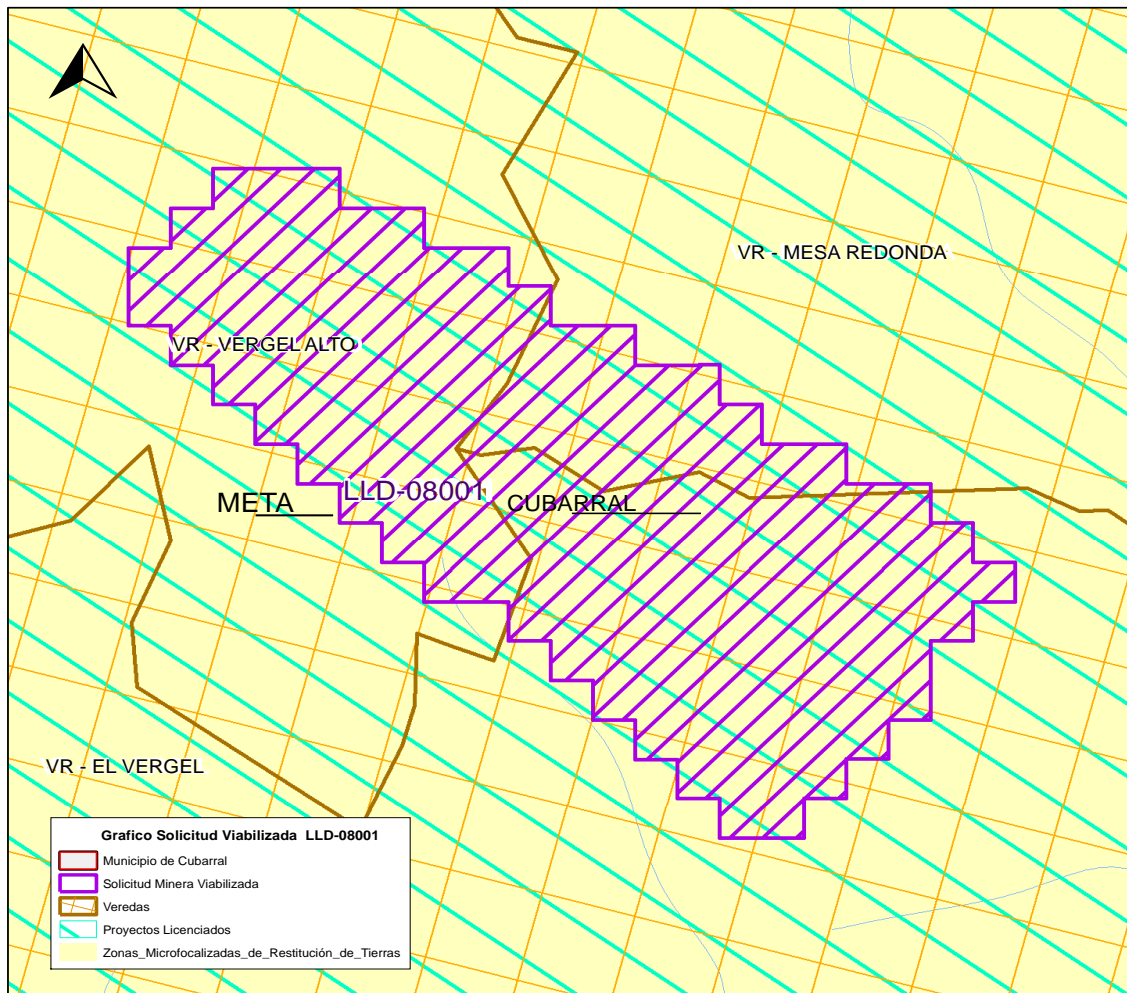 VR - MESA REDONDA
VR - VERGEL ALTO
LLD-08001
META
CUBARRAL
VR - EL VERGEL
Grafico Solicitud Viabilizada LLD-08001
Municipio de Cubarral
Solicitud Minera Viabilizada
Veredas
Proyectos Licenciados
Zonas_Microfocalizadas_de_Restitución_de_Tierras